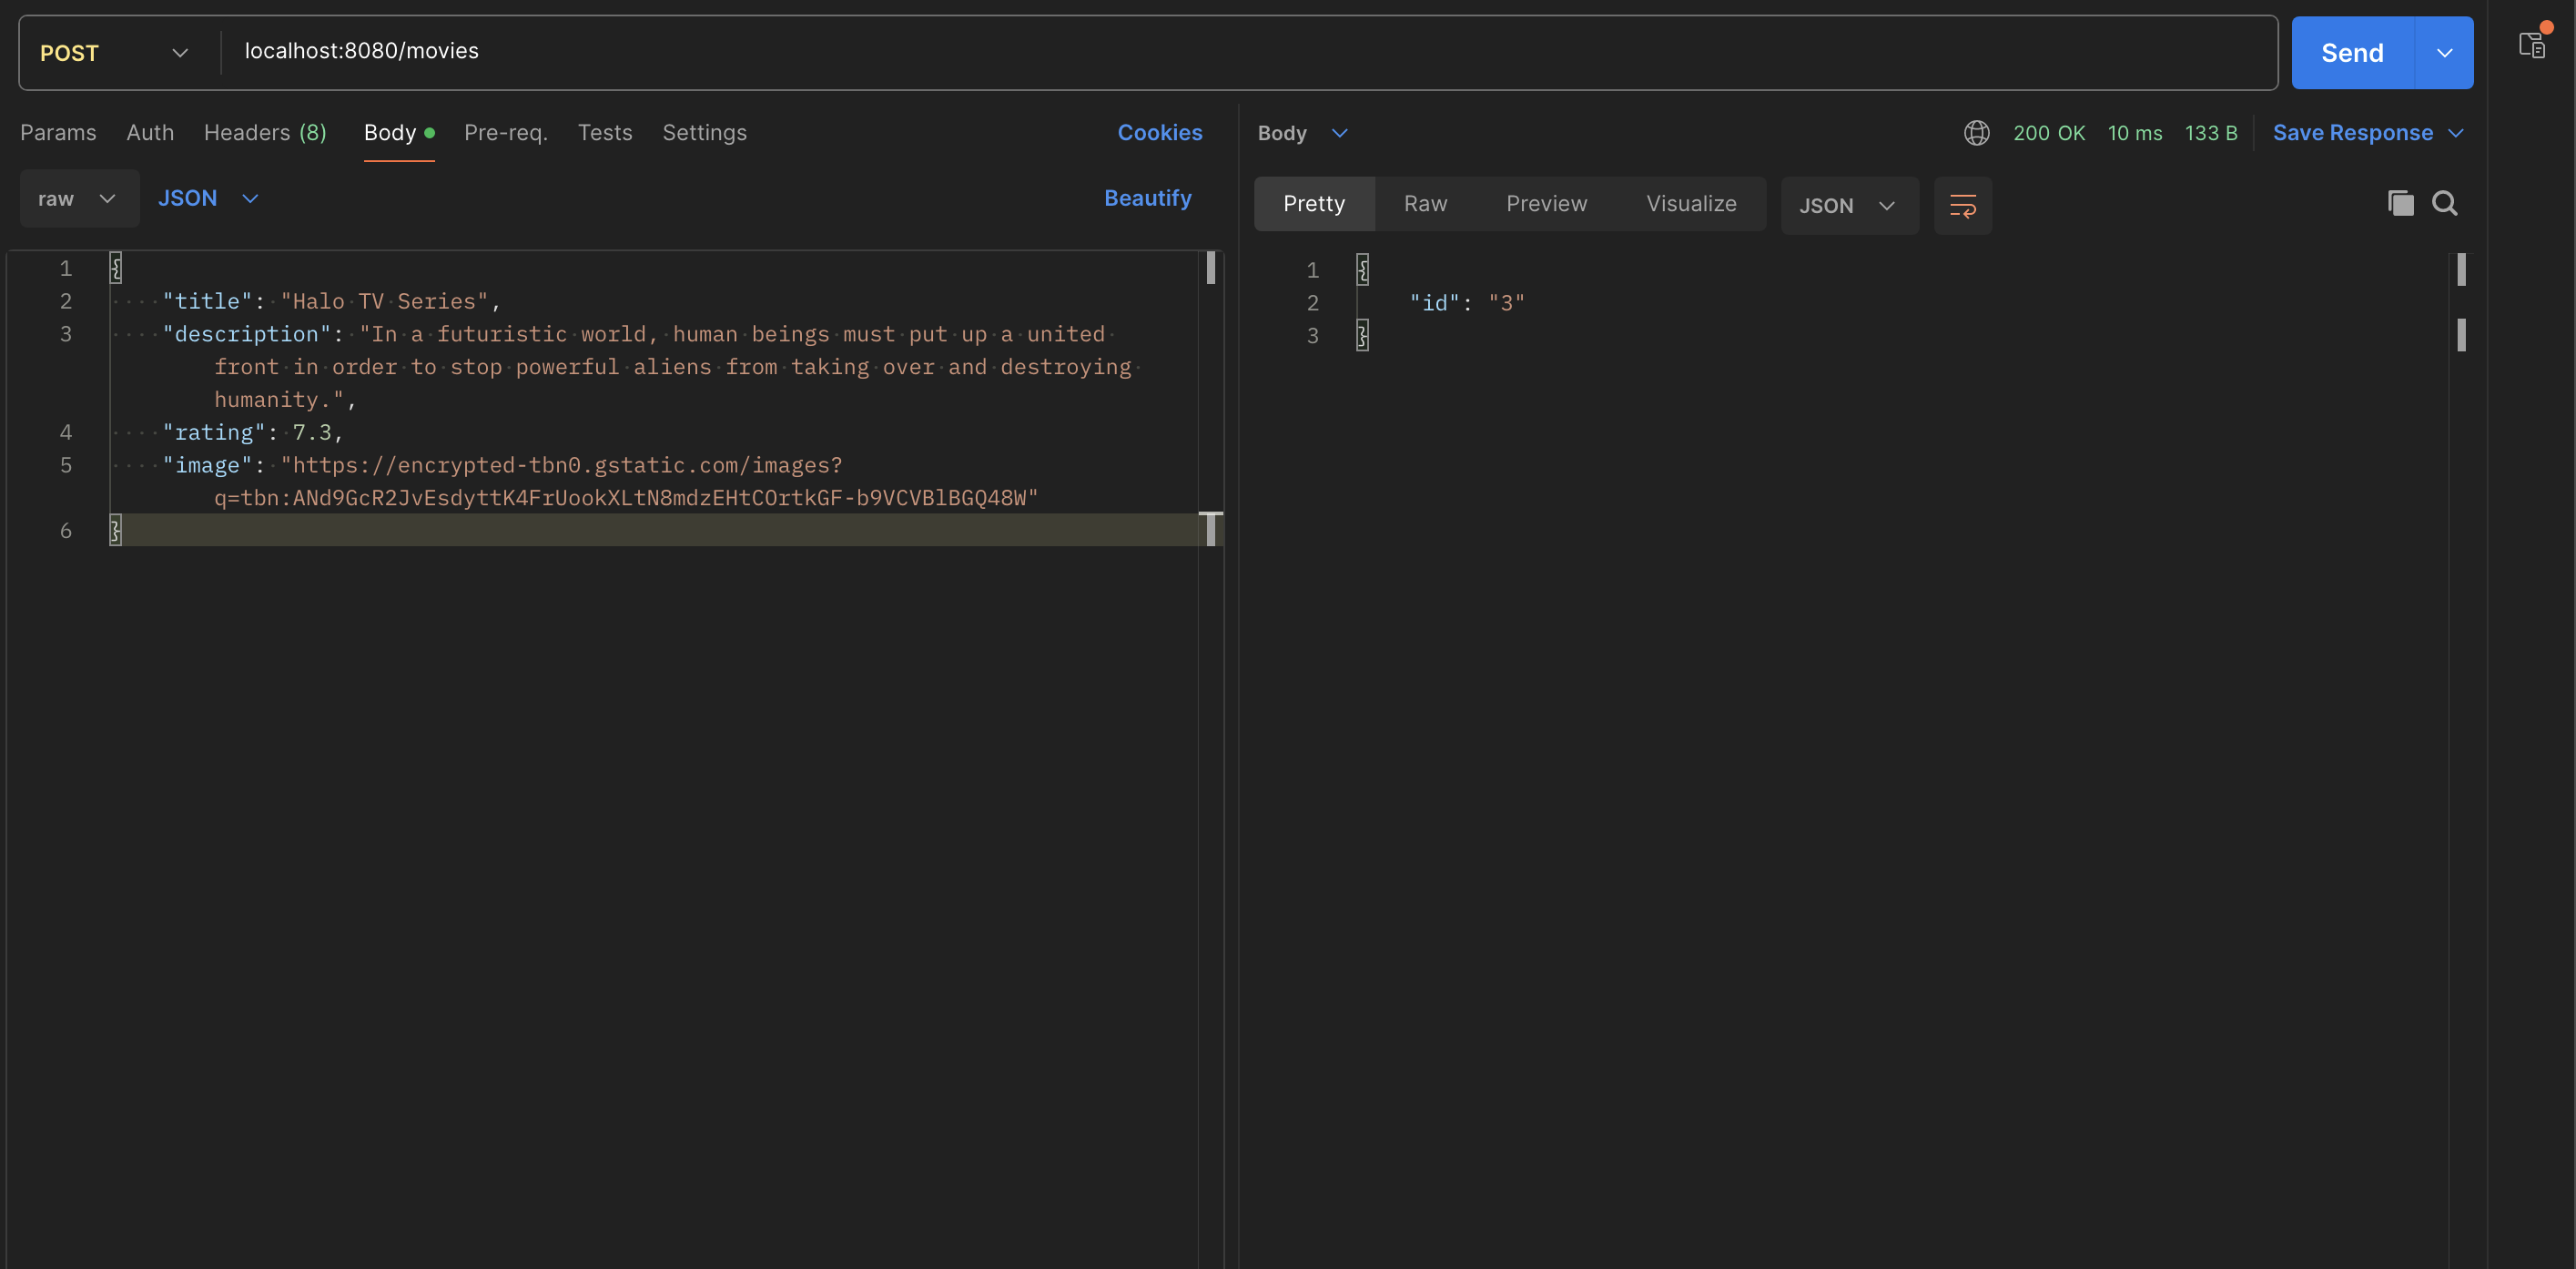 POST localhost:8080/movies Send
Params Auth Headers (8) Body Pre-req. Tests Settings Cookies
raw JSON Beautify
1 {
2 "title": "Halo TV Series",
3 "description": "In a futuristic world, human beings must put up a united
front in order to stop powerful aliens from taking over and destroying
humanity.",
4 "rating": 7.3,
5 "image": "https://encrypted-tbn0.gstatic.com/images?
q=tbn:ANd9GcR2JvEsdyttK4FrUookXLtN8mdzEHtCOrtkGF-b9VCVBlBGQ48W"
6 }
Body 200 OK 10 ms 133 B Save Response
Pretty Raw Preview Visualize JSON
1 {
2 "id": "3"
3 }